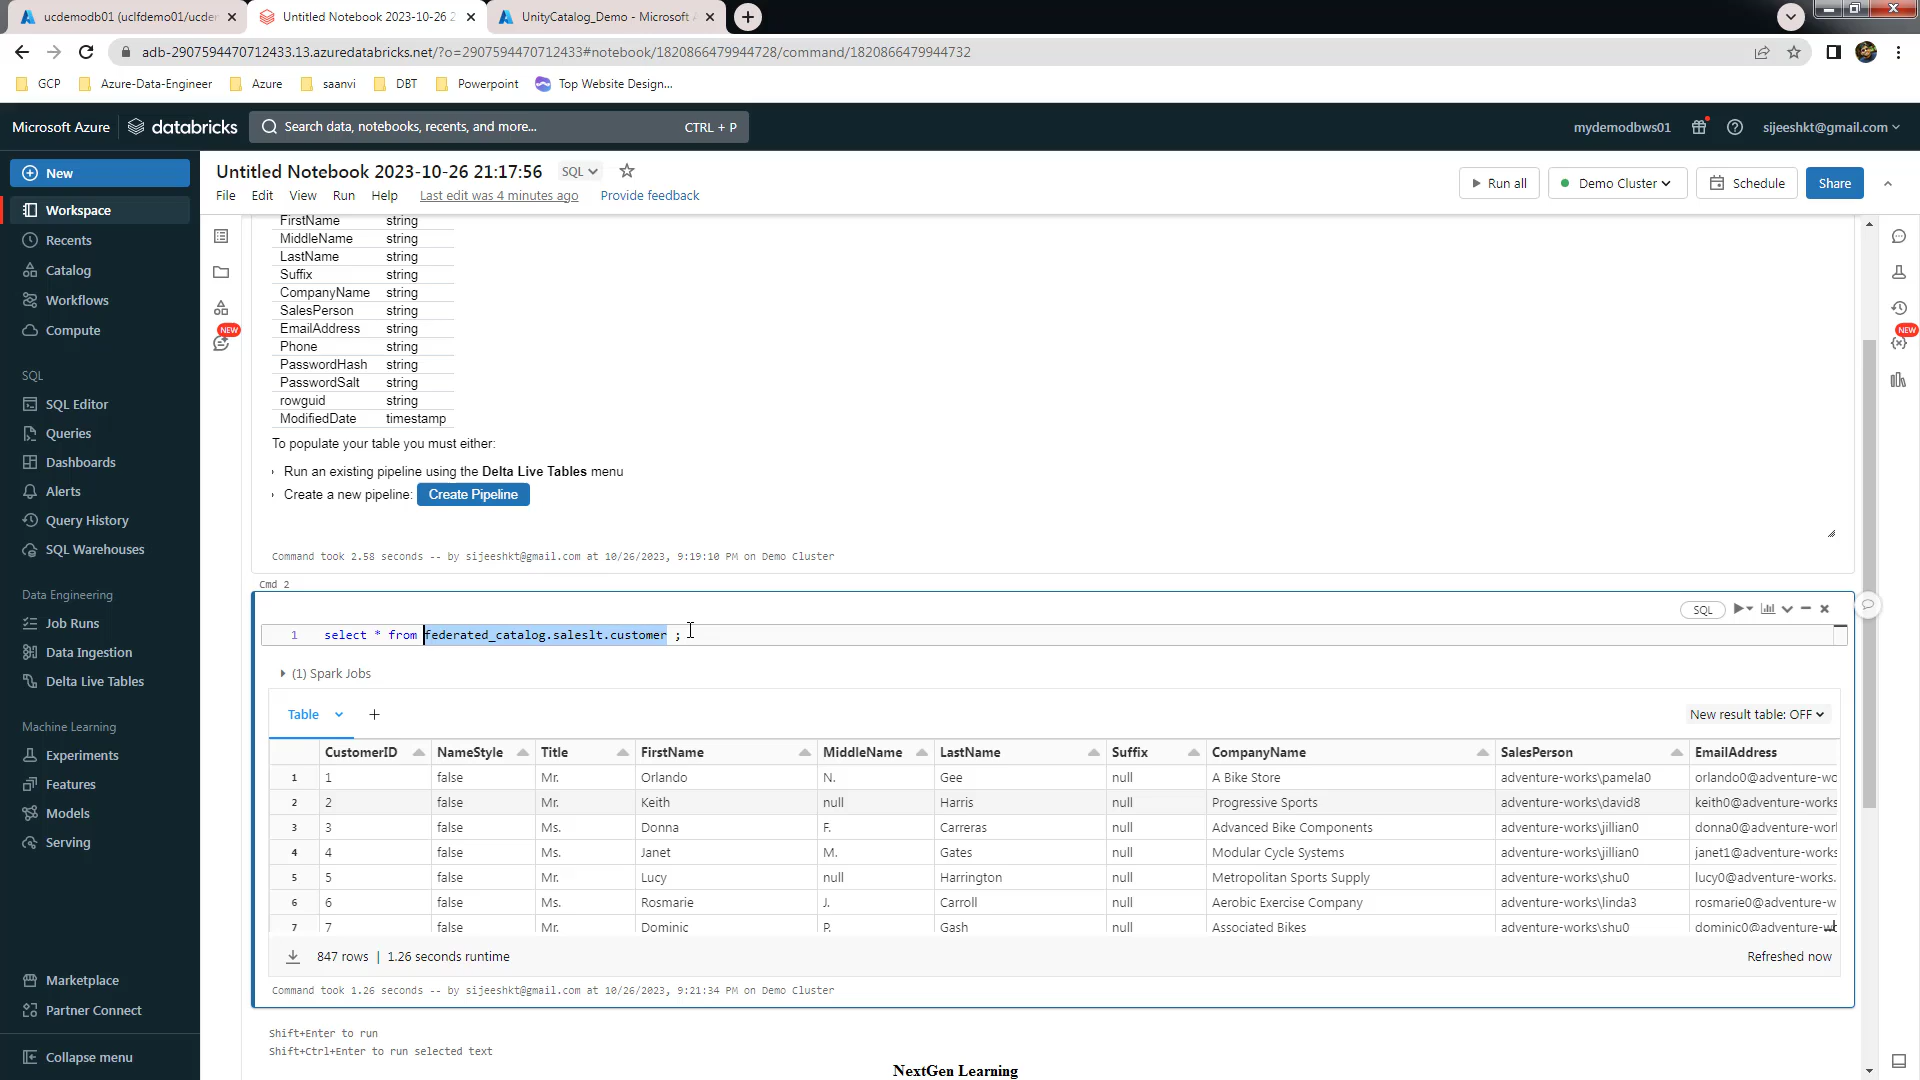 ucdemodb01 (uclfdemo01/ucder
Untitled Notebook 2023-10-26 2
UnityCatalog_Demo - Microsoft
adb-2907594470712433.13.azuredatabricks.net/?o=2907594470712433#notebook/1820866479944728/command/1820866479944732
GCP
Azure-Data-Engineer
Azure
saanvi
DBT
Powerpoint
Top Website Design...
Microsoft Azure
databricks
Search data, notebooks, recents, and more...
CTRL + P
mydemodbws01
sijeeshkt@gmail.com
New
Workspace
Recents
Catalog
Workflows
Compute
SQL
SQL Editor
Queries
Dashboards
Alerts
Query History
SQL Warehouses
Data Engineering
Job Runs
Data Ingestion
Delta Live Tables
Machine Learning
Experiments
Features
Models
Serving
Marketplace
Partner Connect
Collapse menu
Untitled Notebook 2023-10-26 21:17:56
SQL
File Edit View Run Help Last edit was 4 minutes ago Provide feedback
Run all
Demo Cluster
Schedule
Share
NEW
NEW
FirstName string
MiddleName string
LastName string
Suffix string
CompanyName string
SalesPerson string
EmailAddress string
Phone string
PasswordHash string
PasswordSalt string
rowguid string
ModifiedDate timestamp
To populate your table you must either:
Run an existing pipeline using the Delta Live Tables menu
Create a new pipeline: Create Pipeline
Command took 2.58 seconds -- by sijeeshkt@gmail.com at 10/26/2023, 9:19:10 PM on Demo Cluster
Cmd 2
SQL
1 select * from federated_catalog.saleslt.customer ;
(1) Spark Jobs
Table
New result table: OFF
CustomerID NameStyle Title FirstName MiddleName LastName Suffix CompanyName SalesPerson EmailAddress
1 1 false Mr. Orlando N. Gee null A Bike Store adventure-works\pamela0 orlando0@adventure-wo
2 2 false Mr. Keith null Harris null Progressive Sports adventure-works\david8 keith0@adventure-works
3 3 false Ms. Donna F. Carreras null Advanced Bike Components adventure-works\jillian0 donna0@adventure-worl
4 4 false Ms. Janet M. Gates null Modular Cycle Systems adventure-works\jillian0 janet1@adventure-works
5 5 false Mr. Lucy null Harrington null Metropolitan Sports Supply adventure-works\shu0 lucy0@adventure-works.
6 6 false Ms. Rosmarie J. Carroll null Aerobic Exercise Company adventure-works\linda3 rosmarie0@adventure-w
7 7 false Mr. Dominic P. Gash null Associated Bikes adventure-works\shu0 dominic0@adventure-wo
847 rows | 1.26 seconds runtime
Refreshed now
Command took 1.26 seconds -- by sijeeshkt@gmail.com at 10/26/2023, 9:21:34 PM on Demo Cluster
Shift+Enter to run
Shift+Ctrl+Enter to run selected text
NextGen Learning